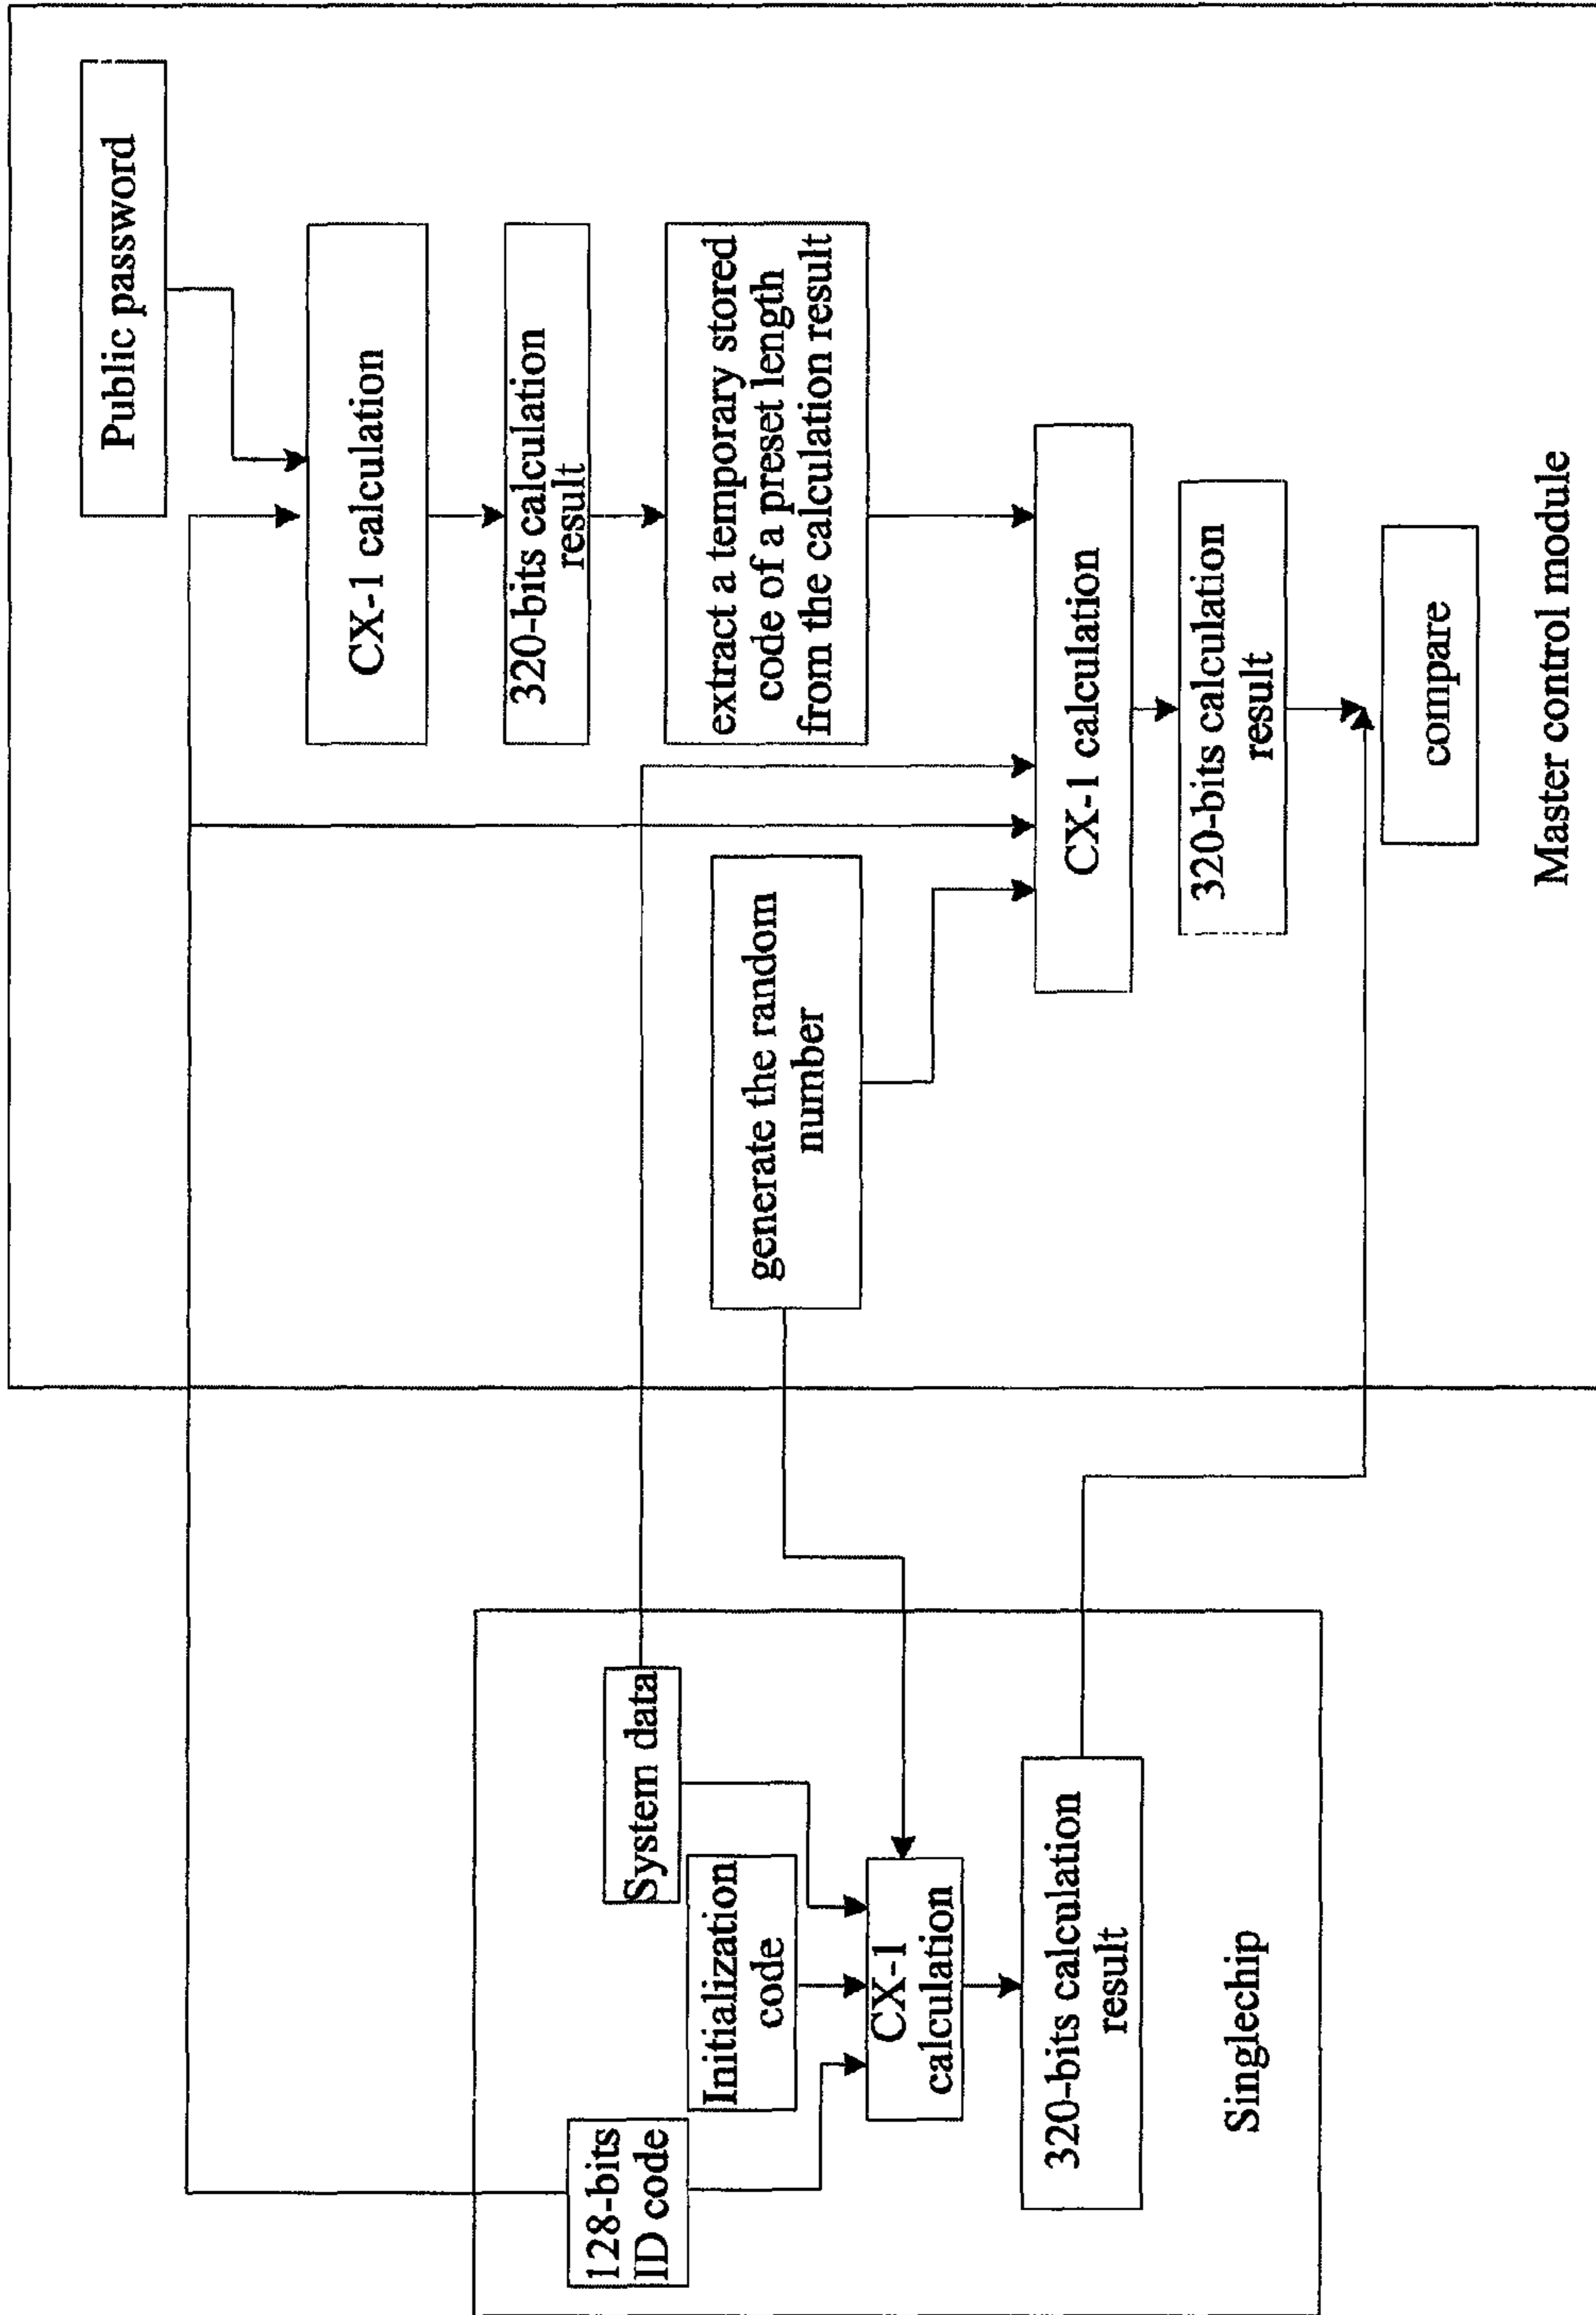 128-bits
ID code
Initialization
code
System data
CX-1
calculation
320-bits calculation
result
Singlechip
Public password
CX-1 calculation
320-bits calculation
result
extract a temporary stored
code of a preset length
from the calculation result
generate the random
number
CX-1 calculation
320-bits calculation
result
compare
Master control module